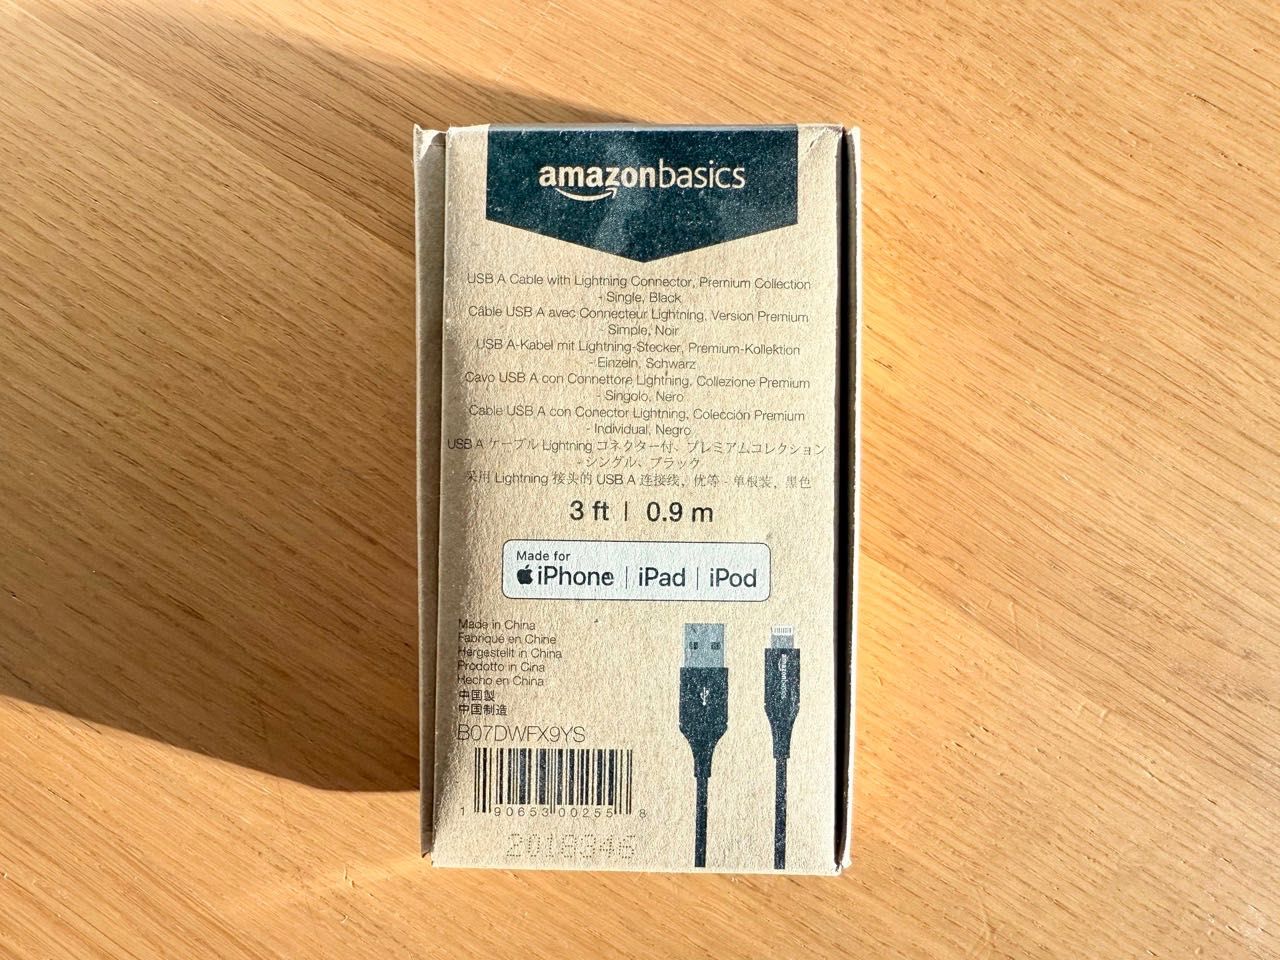 amazonbasics
USB A Cable with Lightning Connector, Premium Collection
- Single, Black
Câble USB A avec Connecteur Lightning, Version Premium
Simple, Noir
USB A-Kabel mit Lightning-Stecker, Premium-Kollektion
- Einzeln, Schwarz
Cavo USB A con Connettore Lightning, Collezione Premium
- Singolo, Nero
Cable USB A con Conector Lightning, Colección Premium
- Individual, Negro
USB A ケーブル Lightning コネクター付、プレミアムコレクション
- シングル、ブラック
采用 Lightning 接头的 USB A 连接线，优等 - 单根装，黑色
3 ft | 0.9 m
Made for
iPhone | iPad | iPod
Made in China
Fabriqué en Chine
Hergestellt in China
Prodotto in Cina
Hecho en China
中国製
中国制造
B07DWFX9YS
1 90653 00255 8
2018346
amazonbasics